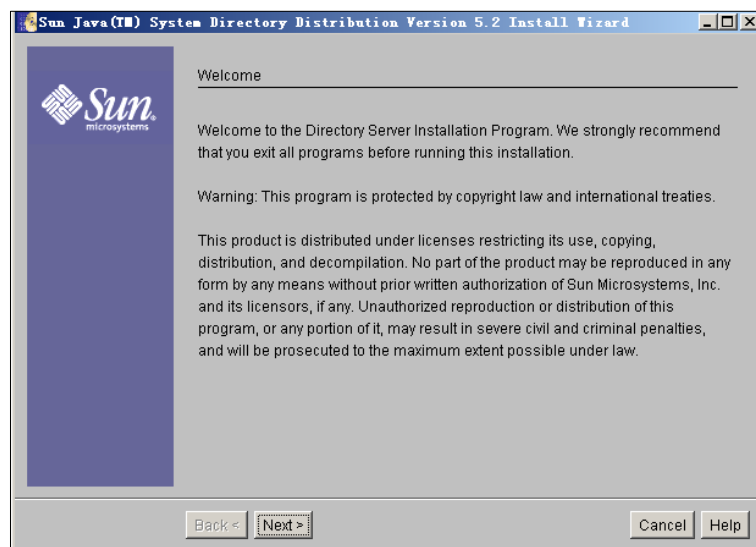 Sun Java(TM) System Directory Distribution Version 5.2 Install Wizard
Sun
microsystems
Welcome
Welcome to the Directory Server Installation Program. We strongly recommend
that you exit all programs before running this installation.
Warning: This program is protected by copyright law and international treaties.
This product is distributed under licenses restricting its use, copying,
distribution, and decompilation. No part of the product may be reproduced in any
form by any means without prior written authorization of Sun Microsystems, Inc.
and its licensors, if any. Unauthorized reproduction or distribution of this
program, or any portion of it, may result in severe civil and criminal penalties,
and will be prosecuted to the maximum extent possible under law.
Back < Next > Cancel Help